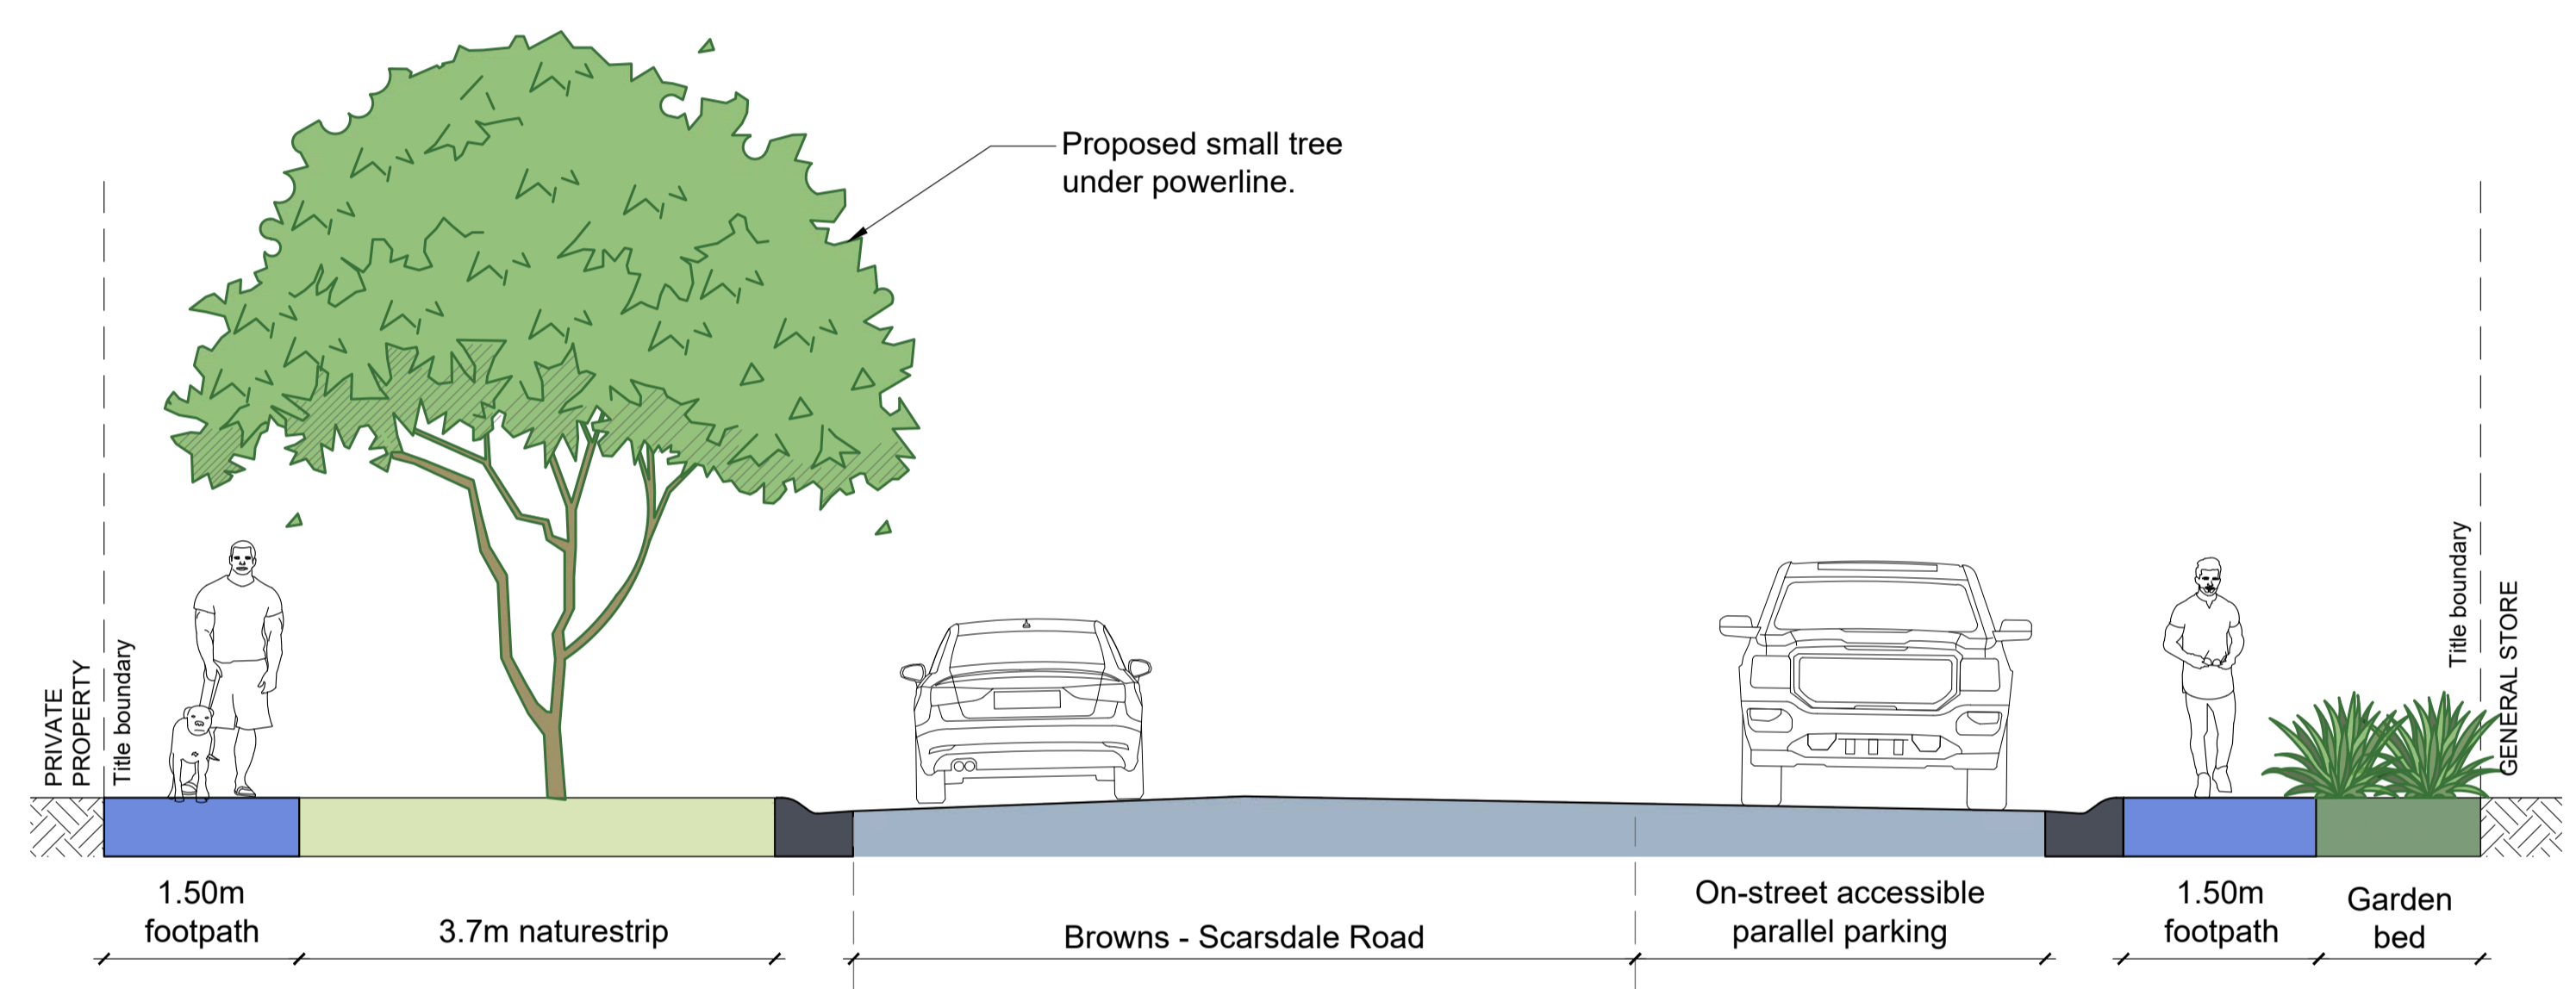 Proposed small tree
under powerline.
PRIVATE
PROPERTY
Title boundary
Title boundary
GENERAL STORE
1.50m
footpath
3.7m naturestrip
Browns - Scarsdale Road
On-street accessible
parallel parking
1.50m
footpath
Garden
bed